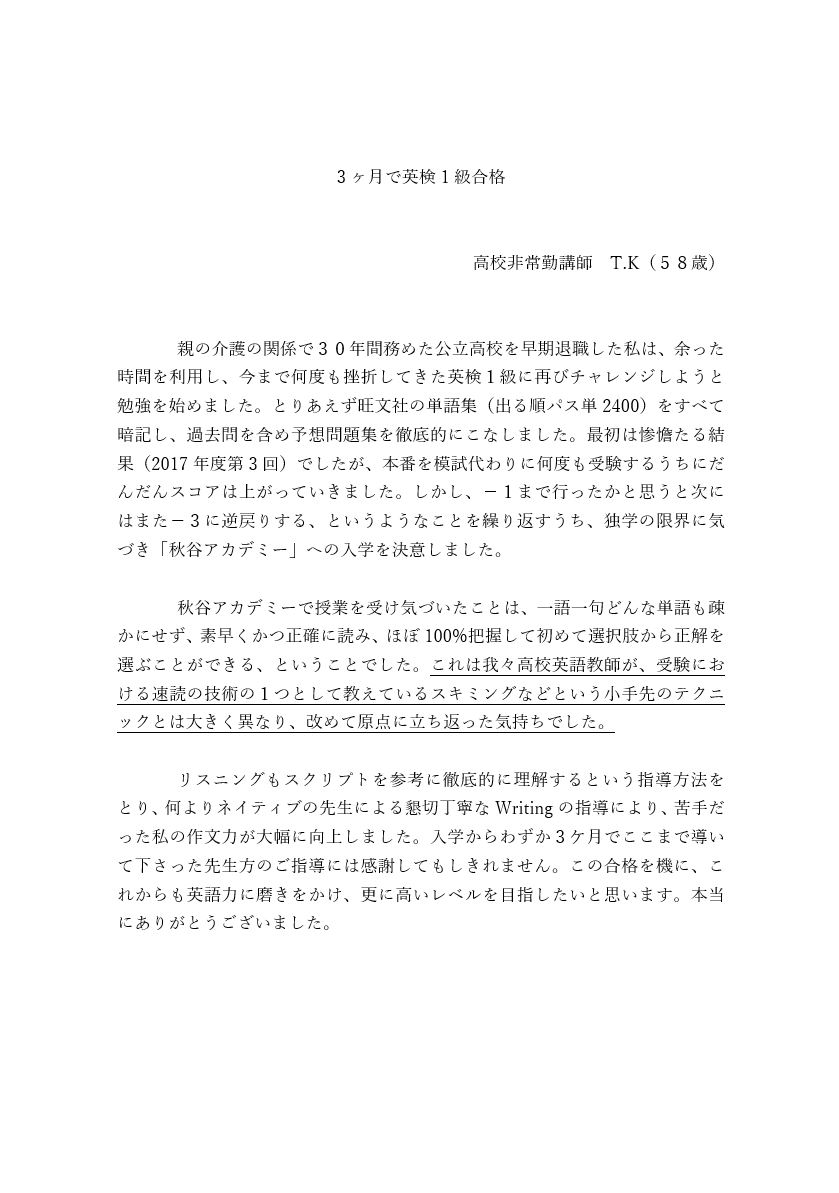 ３ヶ月で英検１級合格
高校非常勤講師　T.K（５８歳）
親の介護の関係で３０年間務めた公立高校を早期退職した私は、余った
時間を利用し、今まで何度も挫折してきた英検１級に再びチャレンジしようと
勉強を始めました。とりあえず旺文社の単語集（出る順パス単 2400）をすべて
暗記し、過去問を含め予想問題集を徹底的にこなしました。最初は惨憺たる結
果（2017 年度第３回）でしたが、本番を模試代わりに何度も受験するうちにだ
んだんスコアは上がっていきました。しかし、－１まで行ったかと思うと次に
はまた－３に逆戻りする、というようなことを繰り返すうち、独学の限界に気
づき「秋谷アカデミー」への入学を決意しました。
秋谷アカデミーで授業を受け気づいたことは、一語一句どんな単語も疎
かにせず、素早くかつ正確に読み、ほぼ 100%把握して初めて選択肢から正解を
選ぶことができる、ということでした。これは我々高校英語教師が、受験にお
ける速読の技術の１つとして教えているスキミングなどという小手先のテクニ
ックとは大きく異なり、改めて原点に立ち返った気持ちでした。
リスニングもスクリプトを参考に徹底的に理解するという指導方法を
とり、何よりネイティブの先生による懇切丁寧な Writing の指導により、苦手だ
った私の作文力が大幅に向上しました。入学からわずか３ケ月でここまで導い
て下さった先生方のご指導には感謝してもしきれません。この合格を機に、こ
れからも英語力に磨きをかけ、更に高いレベルを目指したいと思います。本当
にありがとうございました。